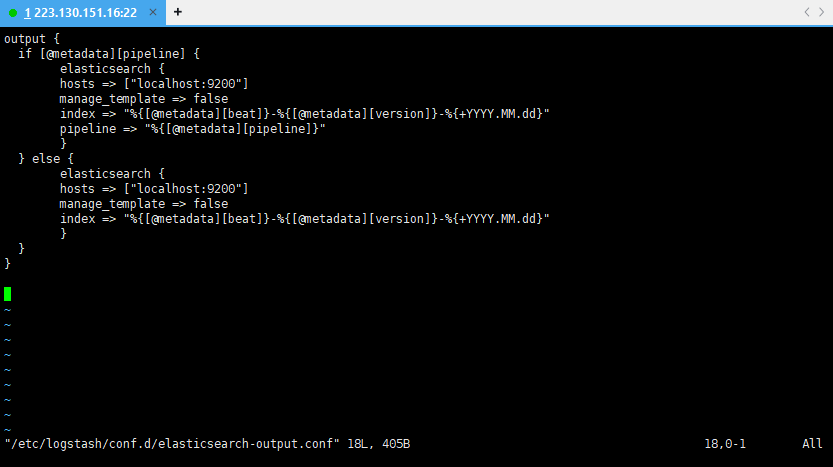 1 223.130.151.16:22 × +
output {
  if [@metadata][pipeline] {
        elasticsearch {
        hosts => ["localhost:9200"]
        manage_template => false
        index => "%{[@metadata][beat]}-%{[@metadata][version]}-%{+YYYY.MM.dd}"
        pipeline => "%{[@metadata][pipeline]}"
        }
  } else {
        elasticsearch {
        hosts => ["localhost:9200"]
        manage_template => false
        index => "%{[@metadata][beat]}-%{[@metadata][version]}-%{+YYYY.MM.dd}"
        }
  }
}
~
~
~
~
~
~
~
~
~
"/etc/logstash/conf.d/elasticsearch-output.conf" 18L, 405B 18,0-1 All